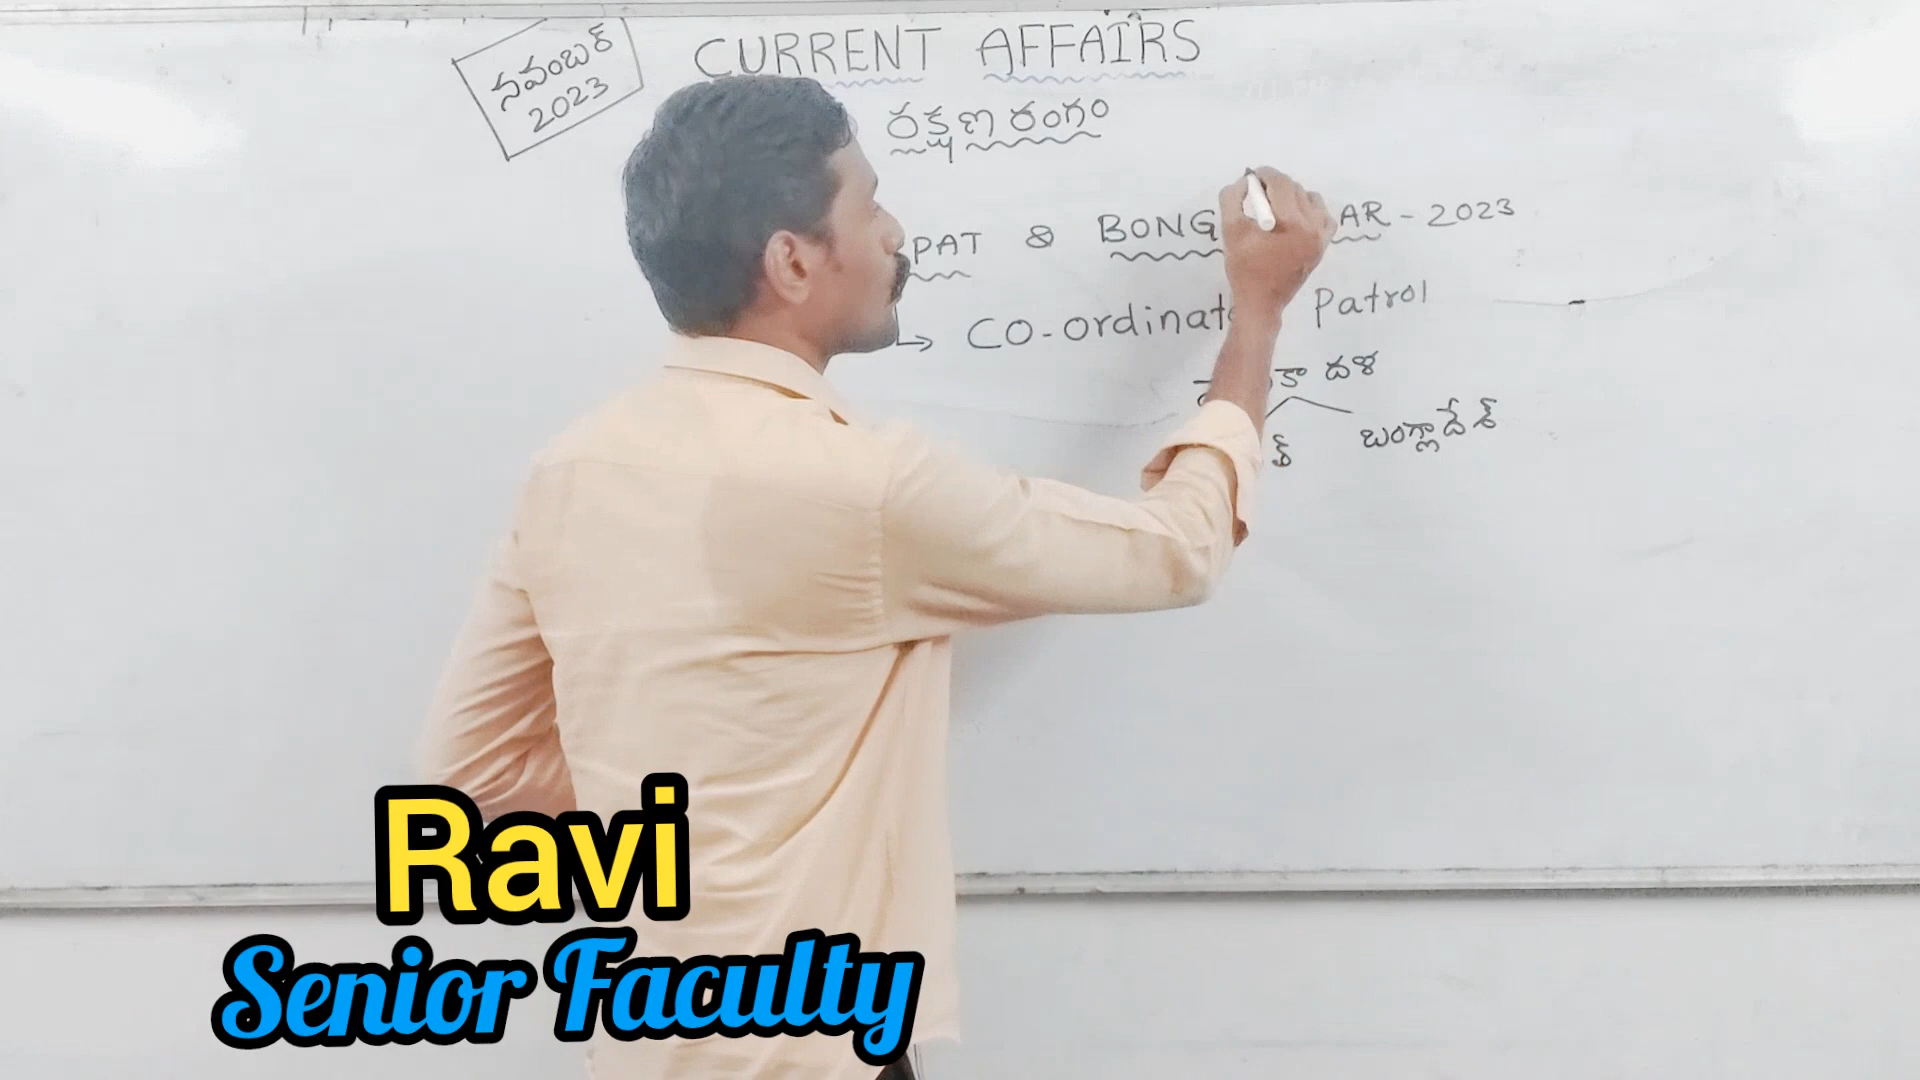 నవంబర్
2023
CURRENT AFFAIRS
రక్షణ రంగం
PAT & BONG AR - 2023
→ CO-ordinat Patrol
కా దళ
బంగ్లాదేశ్
Ravi
Senior Faculty